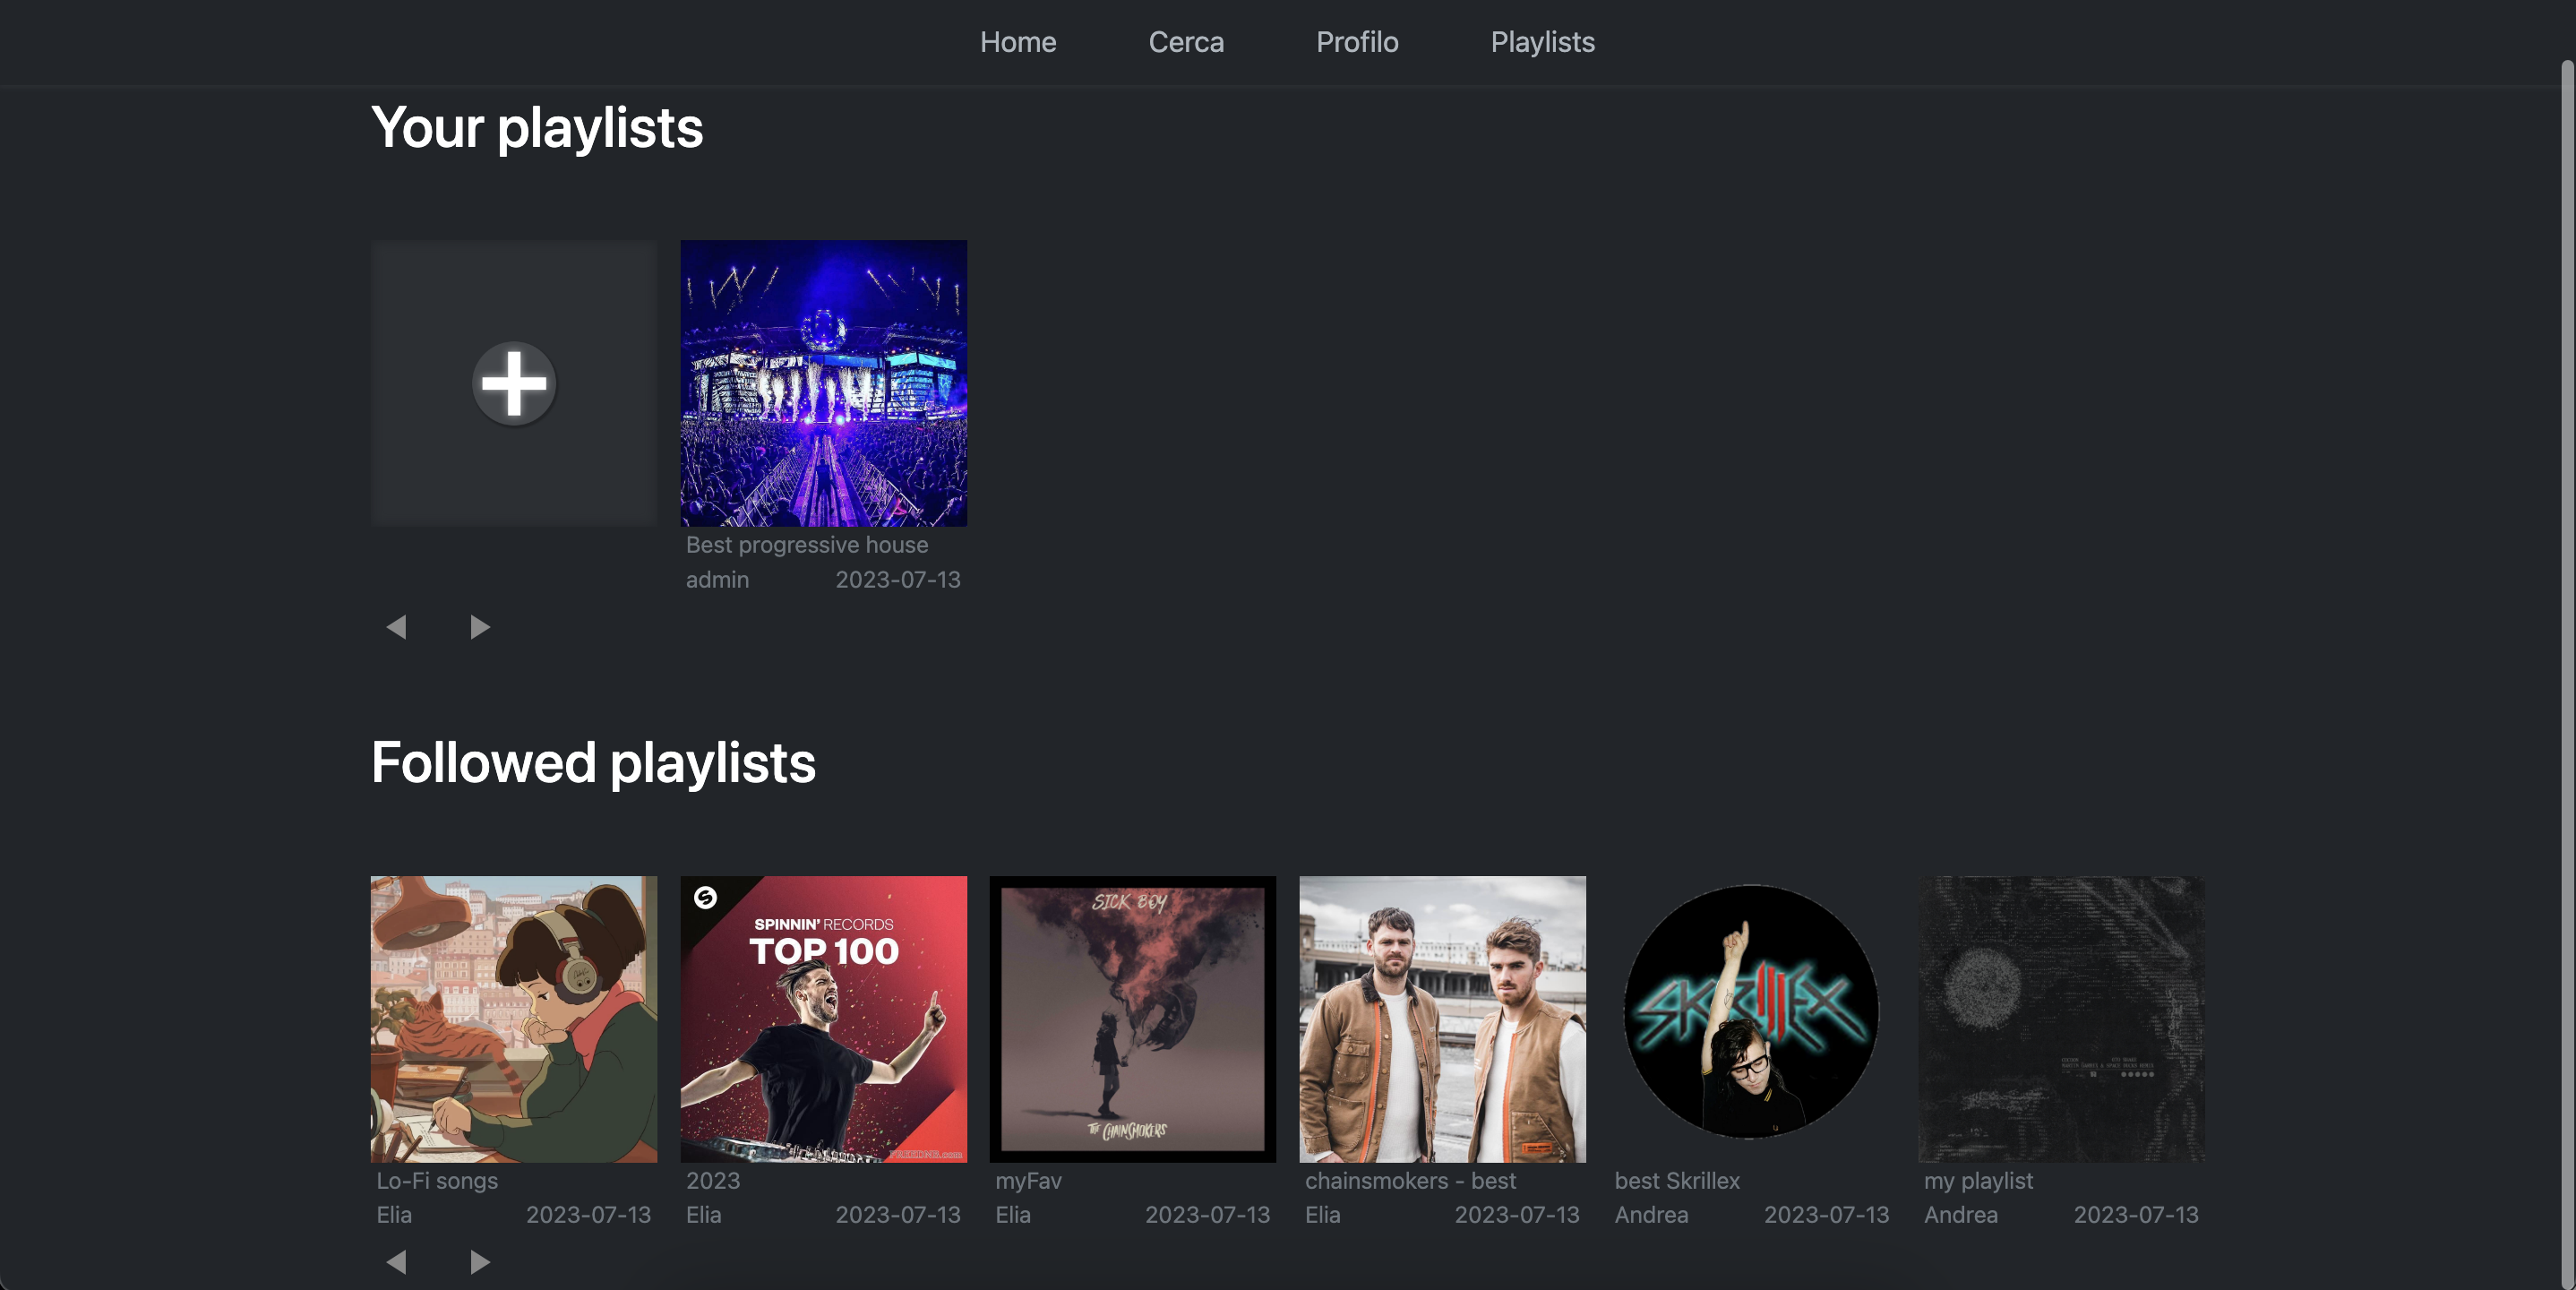 Home Cerca Profilo Playlists
Your playlists
Best progressive house
admin 2023-07-13
Followed playlists
SPINNIN' RECORDS
TOP 100
SICK BOY
THE CHAINSMOKERS
SKRILLEX
Lo-Fi songs
Elia 2023-07-13
2023
Elia 2023-07-13
myFav
Elia 2023-07-13
chainsmokers - best
Elia 2023-07-13
best Skrillex
Andrea 2023-07-13
my playlist
Andrea 2023-07-13